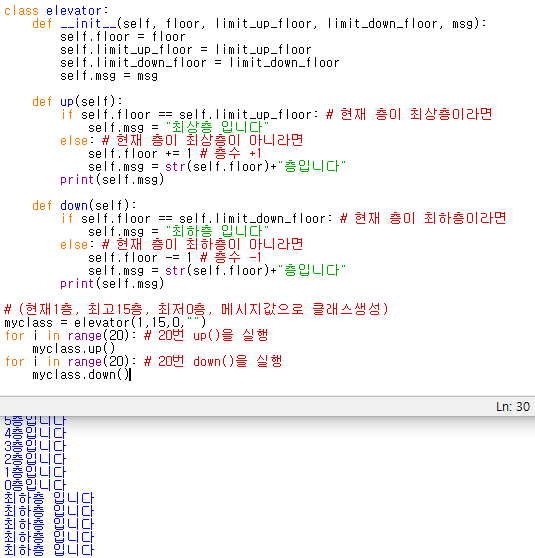 class elevator:
    def __init__(self, floor, limit_up_floor, limit_down_floor, msg):
        self.floor = floor
        self.limit_up_floor = limit_up_floor
        self.limit_down_floor = limit_down_floor
        self.msg = msg

    def up(self):
        if self.floor == self.limit_up_floor: # 현재 층이 최상층이라면
            self.msg = "최상층 입니다"
        else: # 현재 층이 최상층이 아니라면
            self.floor += 1 # 층수 +1
            self.msg = str(self.floor)+"층입니다"
        print(self.msg)

    def down(self):
        if self.floor == self.limit_down_floor: # 현재 층이 최하층이라면
            self.msg = "최하층 입니다"
        else: # 현재 층이 최하층이 아니라면
            self.floor -= 1 # 층수 -1
            self.msg = str(self.floor)+"층입니다"
        print(self.msg)

# (현재1층, 최고15층, 최저0층, 메시지값으로 클래스생성)
myclass = elevator(1,15,0,"")
for i in range(20): # 20번 up()을 실행
    myclass.up()
for i in range(20): # 20번 down()을 실행
    myclass.down()
Ln: 30
5층입니다
4층입니다
3층입니다
2층입니다
1층입니다
0층입니다
최하층 입니다
최하층 입니다
최하층 입니다
최하층 입니다
최하층 입니다